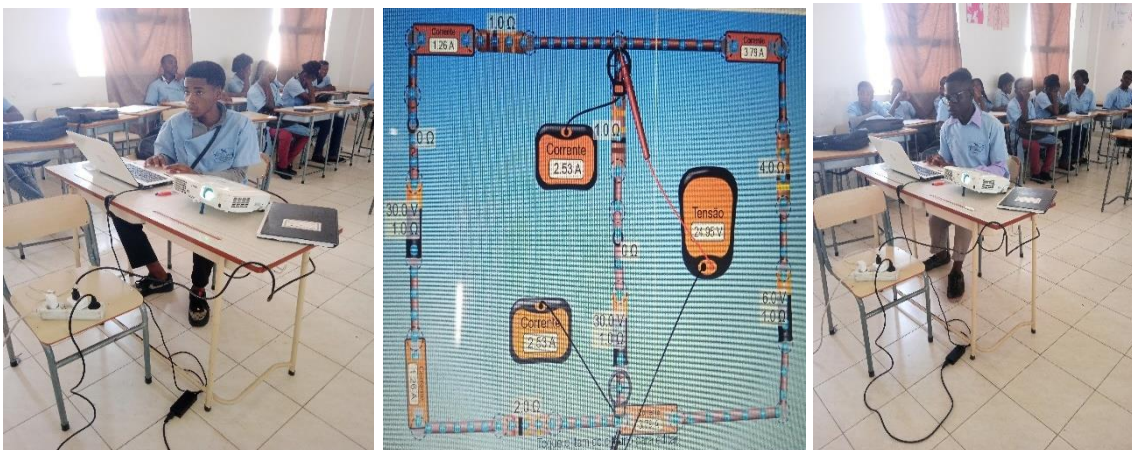 Corrente
1.26 A
1.0 Ω
Corrente
3.79 A
0 Ω
1.0 Ω
Corrente
2.53 A
4.0 Ω
30.0 V
1.0 Ω
Tensão
24.95 V
0 Ω
6.0 V
1.0 Ω
Corrente
2.53 A
30.0 V
1.0 Ω
1.26 A
2.0 Ω